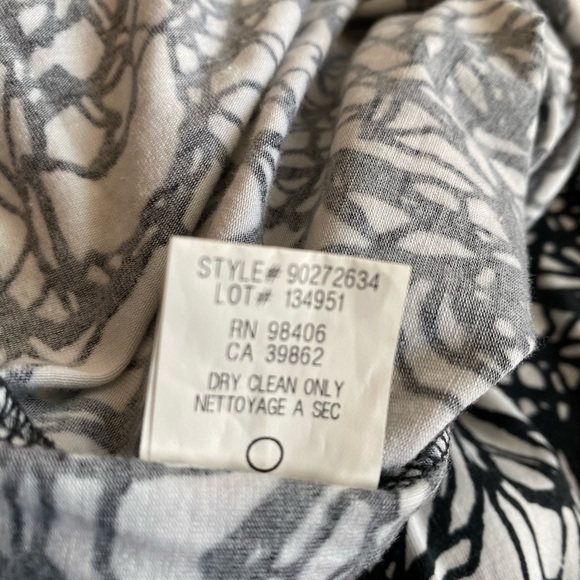 STYLE# 90272634
LOT# 134951
RN 98406
CA 39862
DRY CLEAN ONLY
NETTOYAGE A SEC